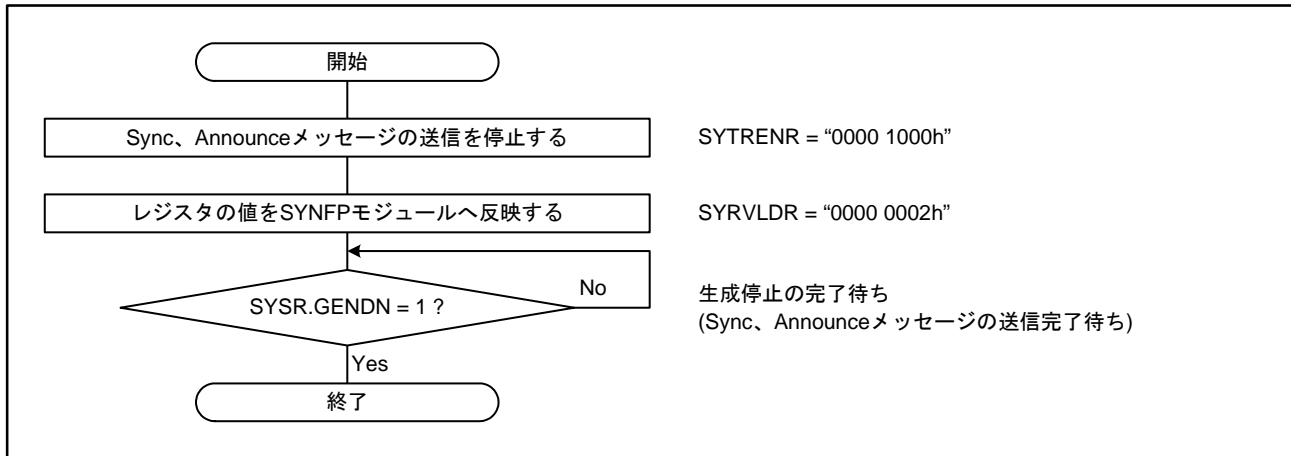 開始
Sync、Announceメッセージの送信を停止する
SYTRENR = “0000 1000h”
レジスタの値をSYNFPモジュールへ反映する
SYRVLDR = “0000 0002h”
SYSR.GENDN = 1 ?
No
生成停止の完了待ち
(Sync、Announceメッセージの送信完了待ち)
Yes
終了